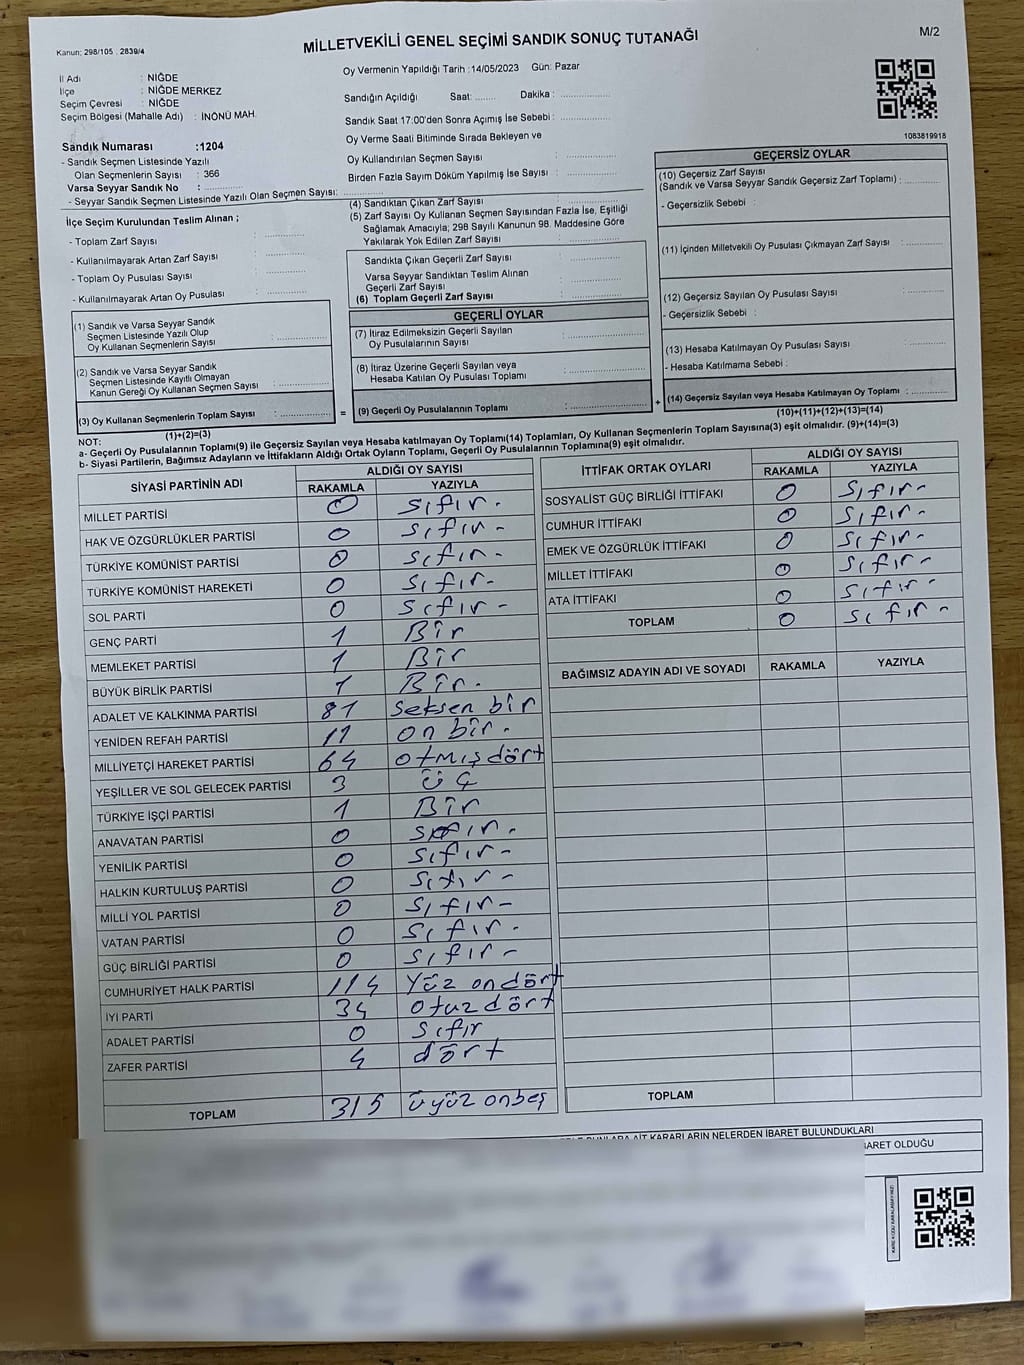 Kanun: 298/105 . 2839/4
MİLLETVEKİLİ GENEL SEÇİMİ SANDIK SONUÇ TUTANAĞI
M/2
İl Adı : NİĞDE
İlçe : NİĞDE MERKEZ
Seçim Çevresi : NİĞDE
Seçim Bölgesi (Mahalle Adı) : İNÖNÜ MAH.
Sandık Numarası :1204
- Sandık Seçmen Listesinde Yazılı
Olan Seçmenlerin Sayısı : 366
Varsa Seyyar Sandık No :
- Seyyar Sandık Seçmen Listesinde Yazılı Olan Seçmen Sayısı:
Oy Vermenin Yapıldığı Tarih :14/05/2023 Gün: Pazar
Sandığın Açıldığı Saat: Dakika :
Sandık Saat 17:00'den Sonra Açımış İse Sebebi :
Oy Verme Saati Bitiminde Sırada Bekleyen ve
Oy Kullandırılan Seçmen Sayısı :
Birden Fazla Sayım Döküm Yapılmış İse Sayısı :
1083819918
İlçe Seçim Kurulundan Teslim Alınan ;
- Toplam Zarf Sayısı :
- Kullanılmayarak Artan Zarf Sayısı :
- Toplam Oy Pusulası Sayısı :
- Kullanılmayarak Artan Oy Pusulası :
(4) Sandıktan Çıkan Zarf Sayısı :
(5) Zarf Sayısı Oy Kullanan Seçmen Sayısından Fazla İse, Eşitliği
Sağlamak Amacıyla; 298 Sayılı Kanunun 98. Maddesine Göre
Yakılarak Yok Edilen Zarf Sayısı :
Sandıkta Çıkan Geçerli Zarf Sayısı :
Varsa Seyyar Sandıktan Teslim Alınan
Geçerli Zarf Sayısı :
(6) Toplam Geçerli Zarf Sayısı :
GEÇERSİZ OYLAR
(10) Geçersiz Zarf Sayısı
(Sandık ve Varsa Seyyar Sandık Geçersiz Zarf Toplamı) :
- Geçersizlik Sebebi :
(11) İçinden Milletvekili Oy Pusulası Çıkmayan Zarf Sayısı :
(12) Geçersiz Sayılan Oy Pusulası Sayısı :
- Geçersizlik Sebebi :
(13) Hesaba Katılmayan Oy Pusulası Sayısı :
- Hesaba Katılmama Sebebi :
(14) Geçersiz Sayılan veya Hesaba Katılmayan Oy Toplamı :
(10)+(11)+(12)+(13)=(14)
(1) Sandık ve Varsa Seyyar Sandık
Seçmen Listesinde Yazılı Olup
Oy Kullanan Seçmenlerin Sayısı :
(2) Sandık ve Varsa Seyyar Sandık
Seçmen Listesinde Kayıtlı Olmayan
Kanun Gereği Oy Kullanan Seçmen Sayısı :
(3) Oy Kullanan Seçmenlerin Toplam Sayısı :
(1)+(2)=(3)
=
GEÇERLİ OYLAR
(7) İtiraz Edilmeksizin Geçerli Sayılan
Oy Pusulalarının Sayısı :
(8) İtiraz Üzerine Geçerli Sayılan veya
Hesaba Katılan Oy Pusulası Toplamı :
(9) Geçerli Oy Pusulalarının Toplamı :
+
NOT:
a- Geçerli Oy Pusulalarının Toplamı(9) ile Geçersiz Sayılan veya Hesaba katılmayan Oy Toplamı(14) Toplamları, Oy Kullanan Seçmenlerin Toplam Sayısına(3) eşit olmalıdır. (9)+(14)=(3)
b- Siyasi Partilerin, Bağımsız Adayların ve İttifakların Aldığı Ortak Oyların Toplamı, Geçerli Oy Pusulalarının Toplamına(9) eşit olmalıdır.
SİYASİ PARTİNİN ADI ALDIĞI OY SAYISI
RAKAMLA YAZIYLA
MİLLET PARTİSİ 0 Sıfır.
HAK VE ÖZGÜRLÜKLER PARTİSİ 0 Sıfır -
TÜRKİYE KOMÜNİST PARTİSİ 0 Sıfır.
TÜRKİYE KOMÜNİST HAREKETİ 0 Sıfır-
SOL PARTİ 0 Sıfır -
GENÇ PARTİ 1 Bir
MEMLEKET PARTİSİ 1 Bir
BÜYÜK BİRLİK PARTİSİ 1 Bir.
ADALET VE KALKINMA PARTİSİ 81 Seksen bir
YENİDEN REFAH PARTİSİ 11 on bir.
MİLLİYETÇİ HAREKET PARTİSİ 64 otmış dört
YEŞİLLER VE SOL GELECEK PARTİSİ 3 üç
TÜRKİYE İŞÇİ PARTİSİ 1 Bir
ANAVATAN PARTİSİ 0 Sıfır.
YENİLİK PARTİSİ 0 Sıfır-
HALKIN KURTULUŞ PARTİSİ 0 Sıfır -
MİLLİ YOL PARTİSİ 0 Sıfır-
VATAN PARTİSİ 0 Sıfır.
GÜÇ BİRLİĞİ PARTİSİ 0 Sıfır-
CUMHURİYET HALK PARTİSİ 114 Yüz ondört
İYİ PARTİ 34 otuz dört
ADALET PARTİSİ 0 Sıfır
ZAFER PARTİSİ 4 dört
TOPLAM 315 üyüz onbeş
İTTİFAK ORTAK OYLARI ALDIĞI OY SAYISI
RAKAMLA YAZIYLA
SOSYALİST GÜÇ BİRLİĞİ İTTİFAKI 0 Sıfır-
CUMHUR İTTİFAKI 0 Sıfır-
EMEK VE ÖZGÜRLÜK İTTİFAKI 0 Sıfır-
MİLLET İTTİFAKI 0 Sıfır-
ATA İTTİFAKI 0 Sıfır-
TOPLAM 0 Sıfır-
BAĞIMSIZ ADAYIN ADI VE SOYADI RAKAMLA YAZIYLA
TOPLAM
AİT KARARLARIN NELERDEN İBARET BULUNDUKLARI
OLDUĞU